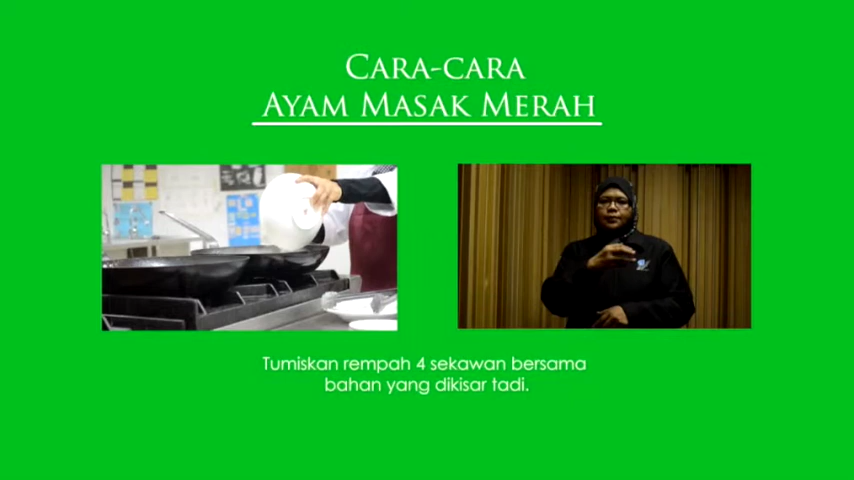 Cara-cara
Ayam Masak Merah
Tumiskan rempah 4 sekawan bersama
bahan yang dikisar tadi.